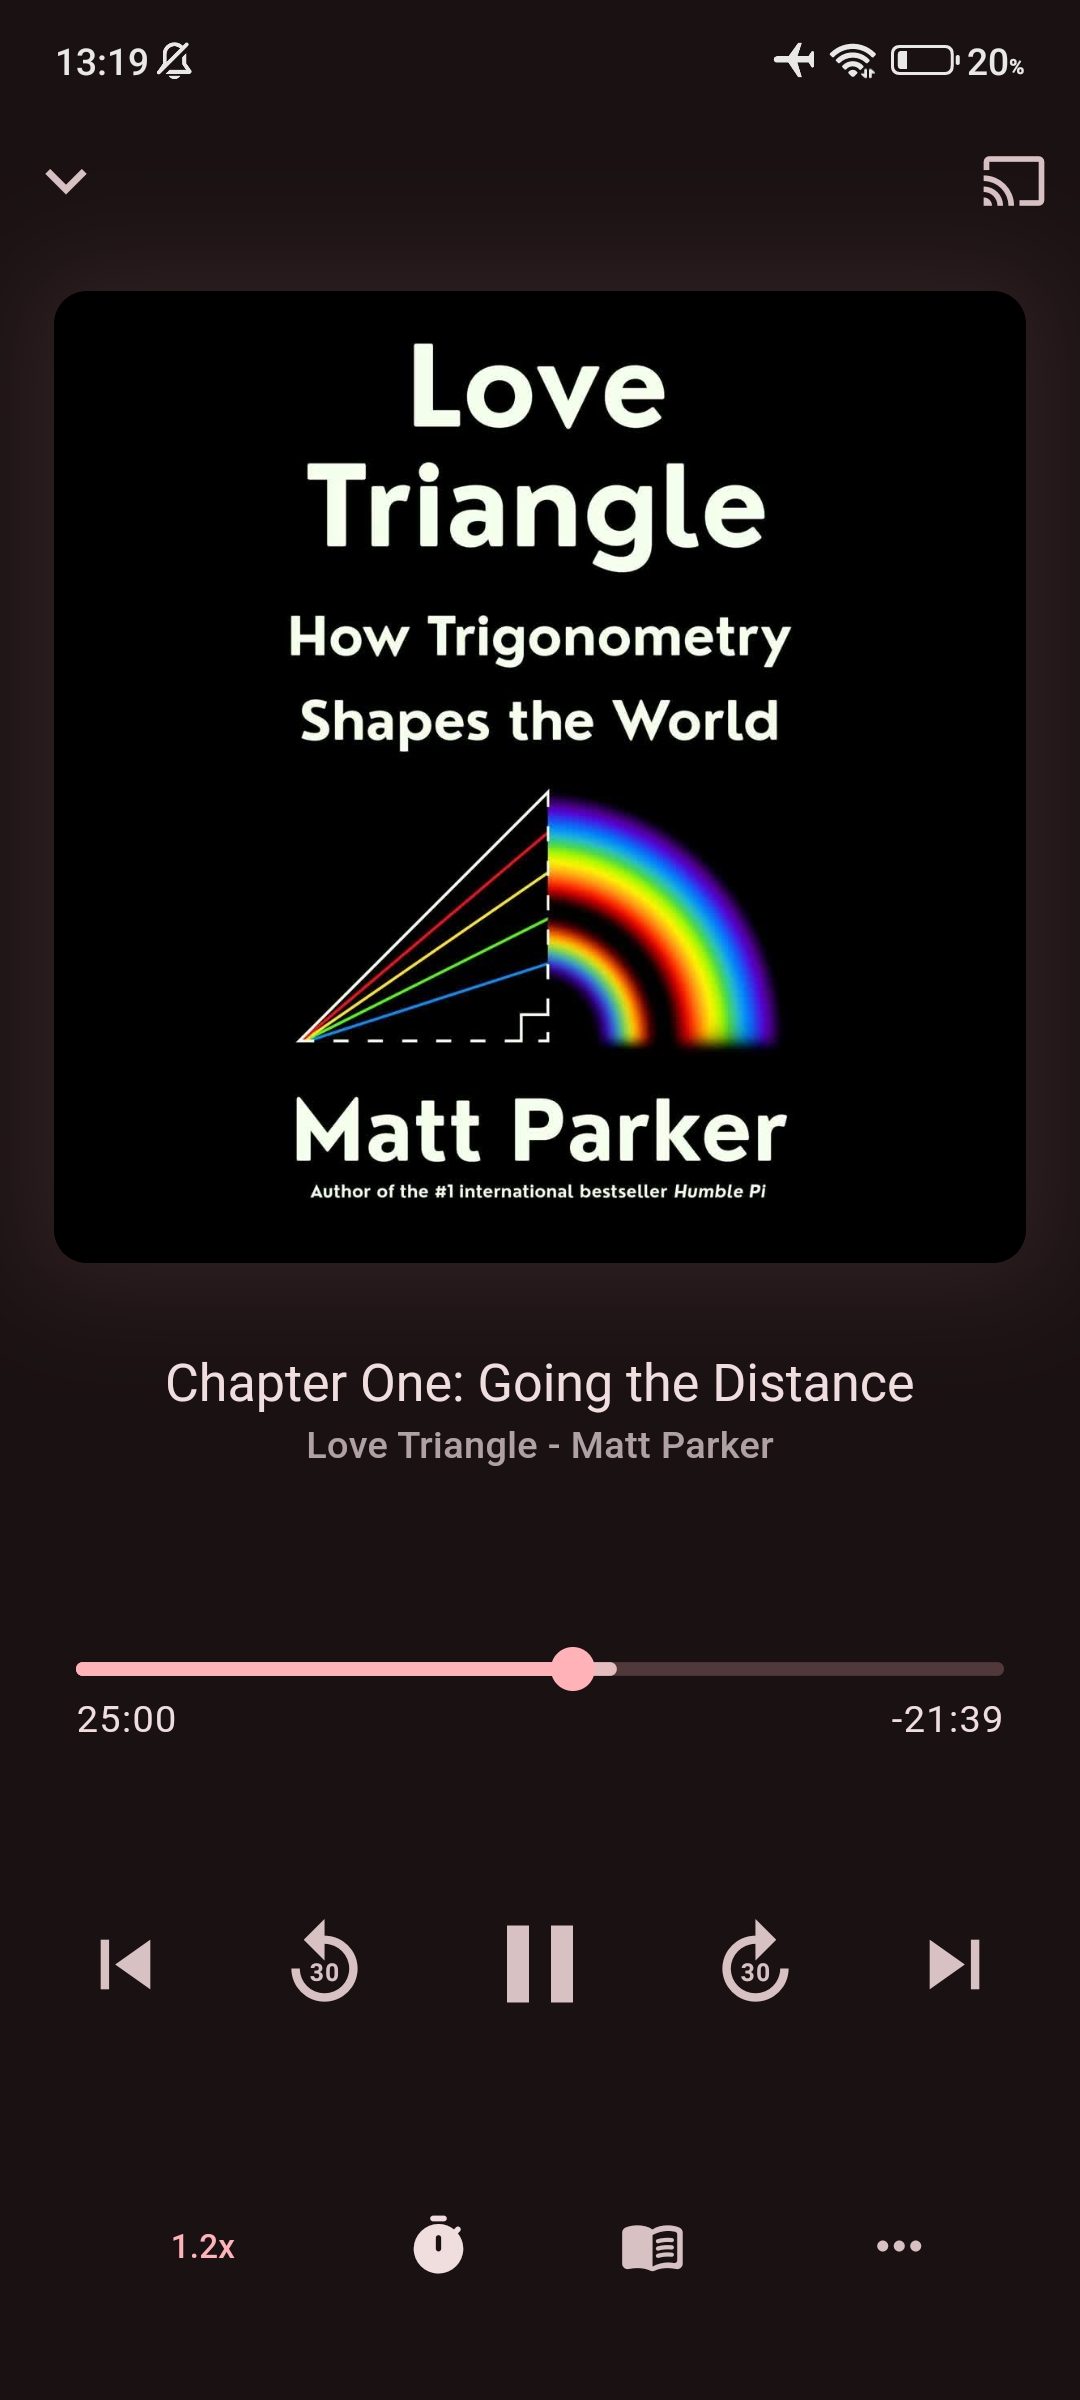 13:19
20%
Love
Triangle
How Trigonometry
Shapes the World
Matt Parker
Author of the #1 international bestseller Humble Pi
Chapter One: Going the Distance
Love Triangle - Matt Parker
25:00
-21:39
30
30
1.2x